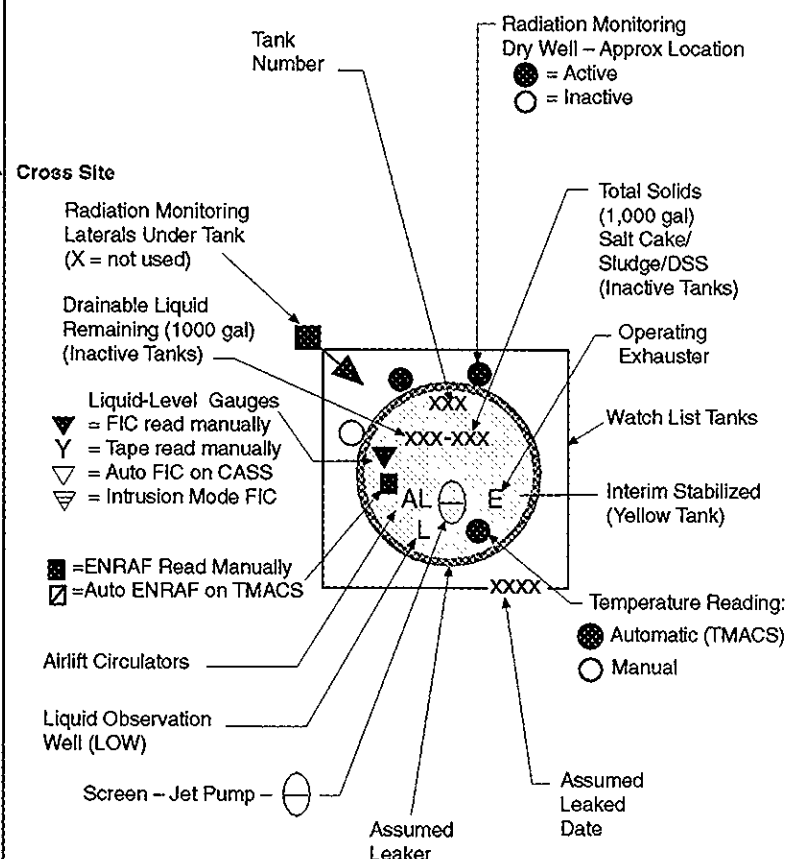 Tank
Number
Radiation Monitoring
Dry Well – Approx Location
= Active
= Inactive
Cross Site
Radiation Monitoring
Laterals Under Tank
(X = not used)
Total Solids
(1,000 gal)
Salt Cake/
Sludge/DSS
(Inactive Tanks)
Drainable Liquid
Remaining (1000 gal)
(Inactive Tanks)
Operating
Exhauster
Liquid-Level Gauges
= FIC read manually
Y = Tape read manually
= Auto FIC on CASS
= Intrusion Mode FIC
XXX
XXX-XXX
AL
E
L
XXXX
Watch List Tanks
Interim Stabilized
(Yellow Tank)
=ENRAF Read Manually
=Auto ENRAF on TMACS
Temperature Reading:
Automatic (TMACS)
Manual
Airlift Circulators
Liquid Observation
Well (LOW)
Screen – Jet Pump –
Assumed
Leaker
Assumed
Leaked
Date